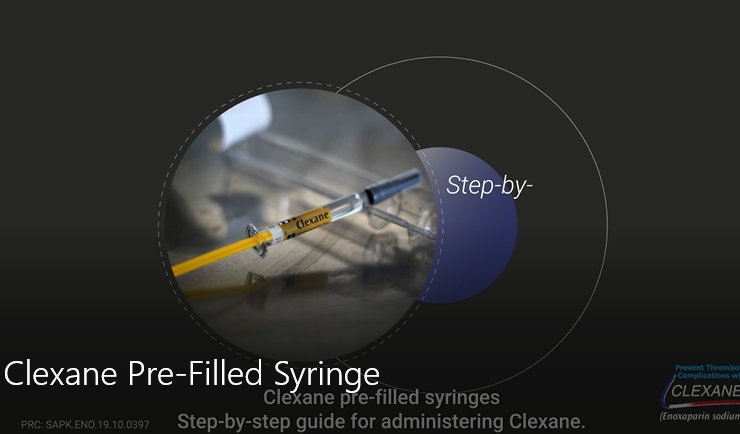 Clexane
Step-by-
Clexane Pre-Filled Syringe
Clexane pre-filled syringes
Step-by-step guide for administering Clexane.
PRC: SAPK.ENO.19.10.0397
Prevent Thrombo
Complications wi
CLEXANE
(Enoxaparin sodium